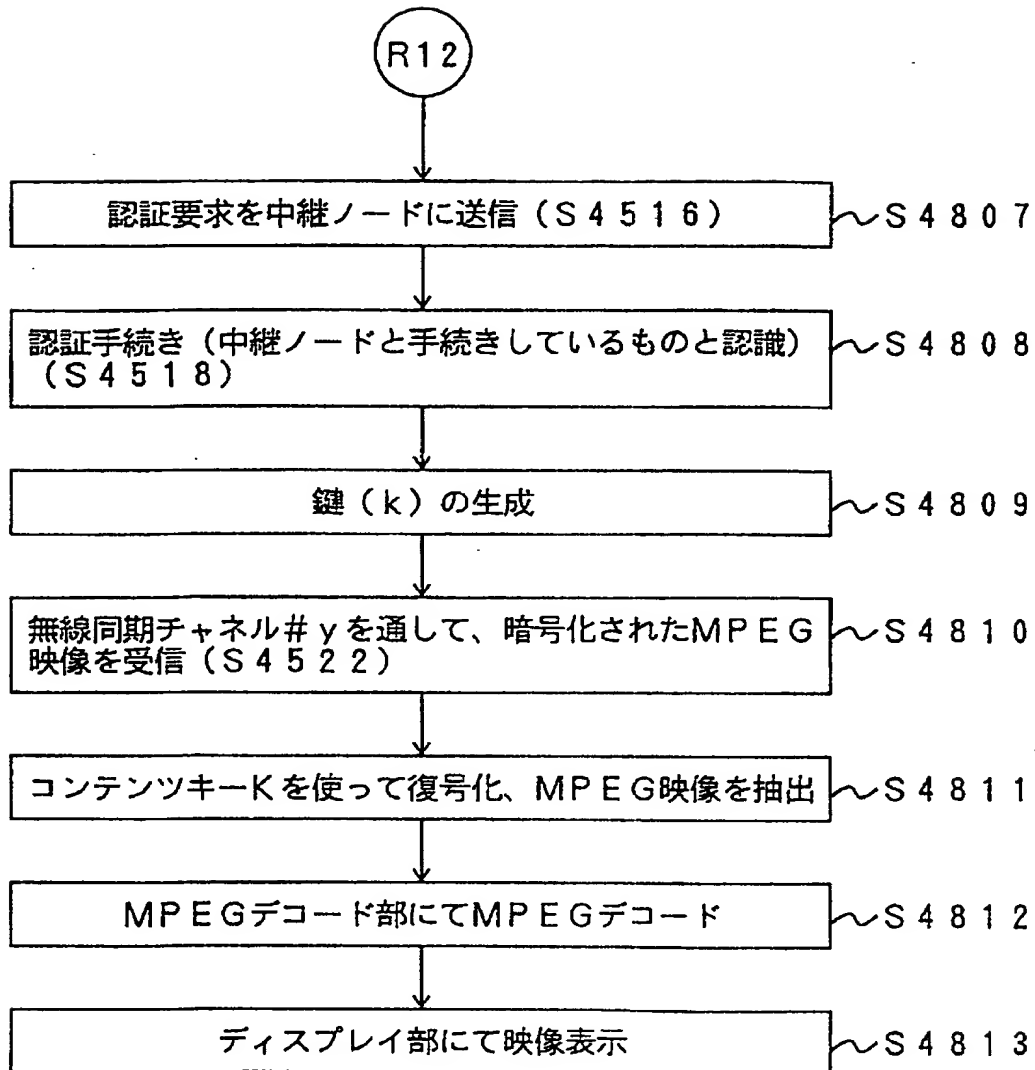 R12
認証要求を中継ノードに送信（S4516）
～S4807
認証手続き（中継ノードと手続きしているものと認識）
（S4518）
～S4808
鍵（k）の生成
～S4809
無線同期チャネル＃yを通して、暗号化されたMPEG
映像を受信（S4522）
～S4810
コンテンツキーKを使って復号化、MPEG映像を抽出
～S4811
MPEGデコード部にてMPEGデコード
～S4812
ディスプレイ部にて映像表示
～S4813